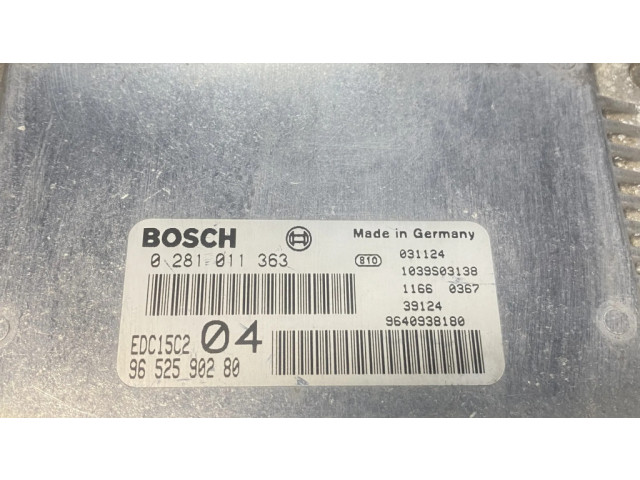 BOSCH Made in Germany
0 281 011 363 810 031124
1039S03138
1166 0367
39124
9640938180
EDC15C2 04
96 525 902 80